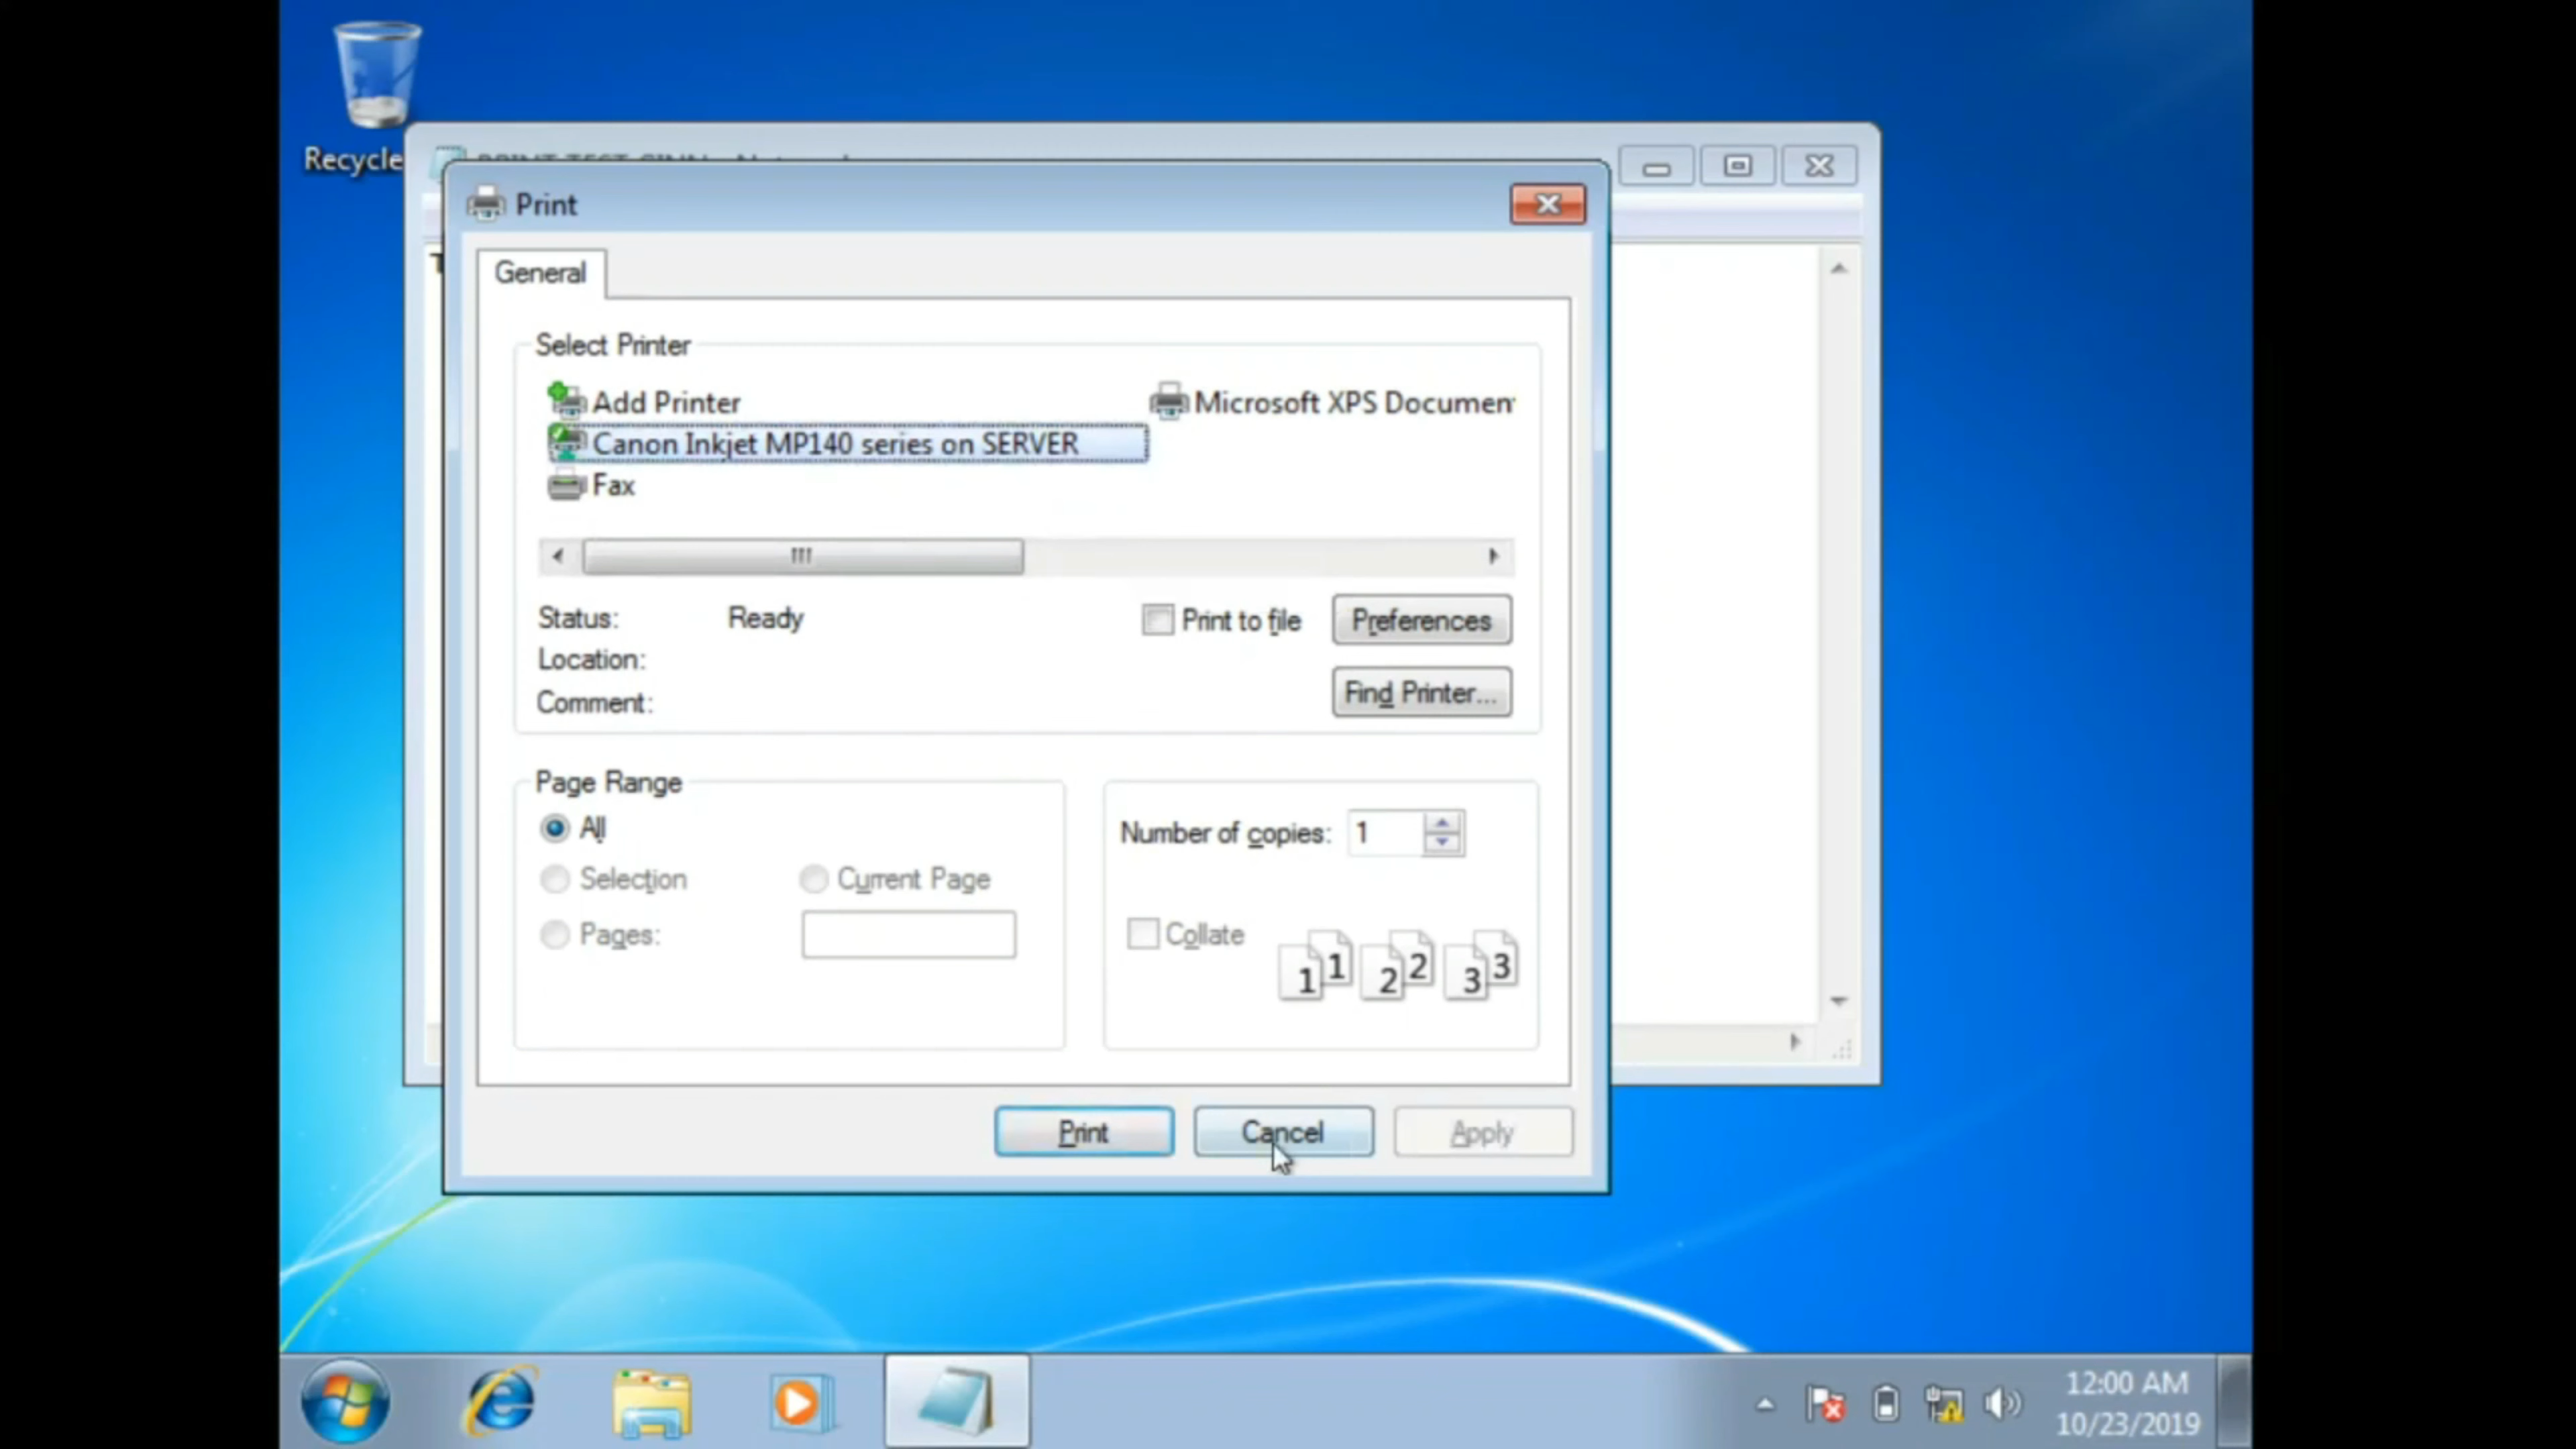 Recycle
Print
General
Select Printer
Add Printer
Microsoft XPS Documen
Canon Inkjet MP140 series on SERVER
Fax
Status: Ready
Print to file
Preferences
Location:
Comment:
Find Printer...
Page Range
All
Selection
Current Page
Pages:
Number of copies: 1
Collate
1 1 2 2 3 3
Print
Cancel
Apply
12:00 AM
10/23/2019